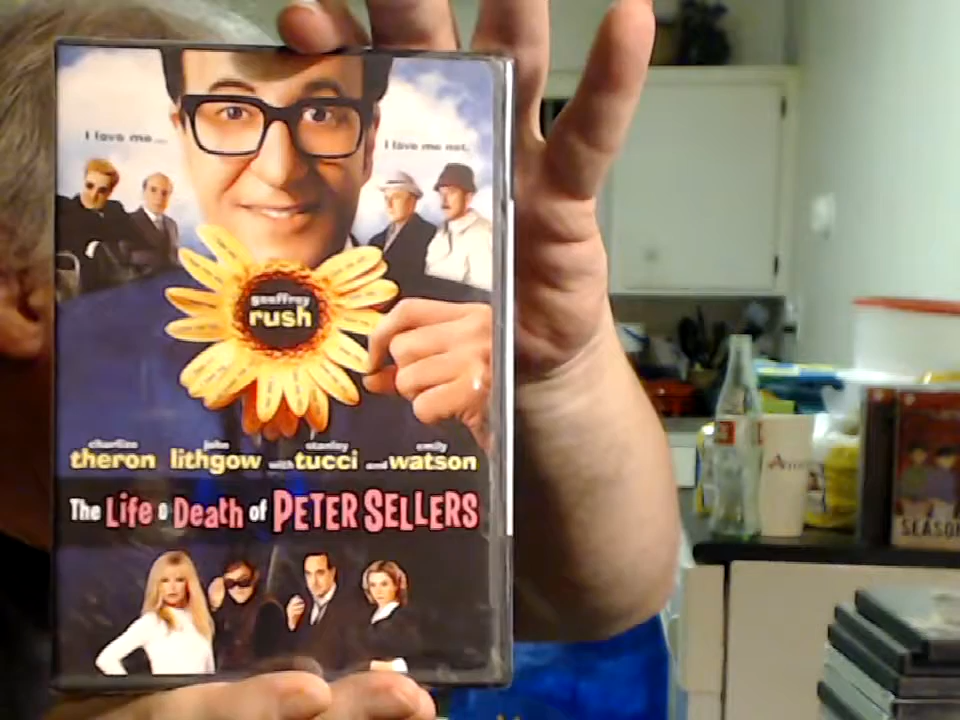 I love me...
I love me not.
geoffrey
rush
charlize john stanley emily
theron lithgow with tucci and watson
The Life & Death of PETER SELLERS
SEASON